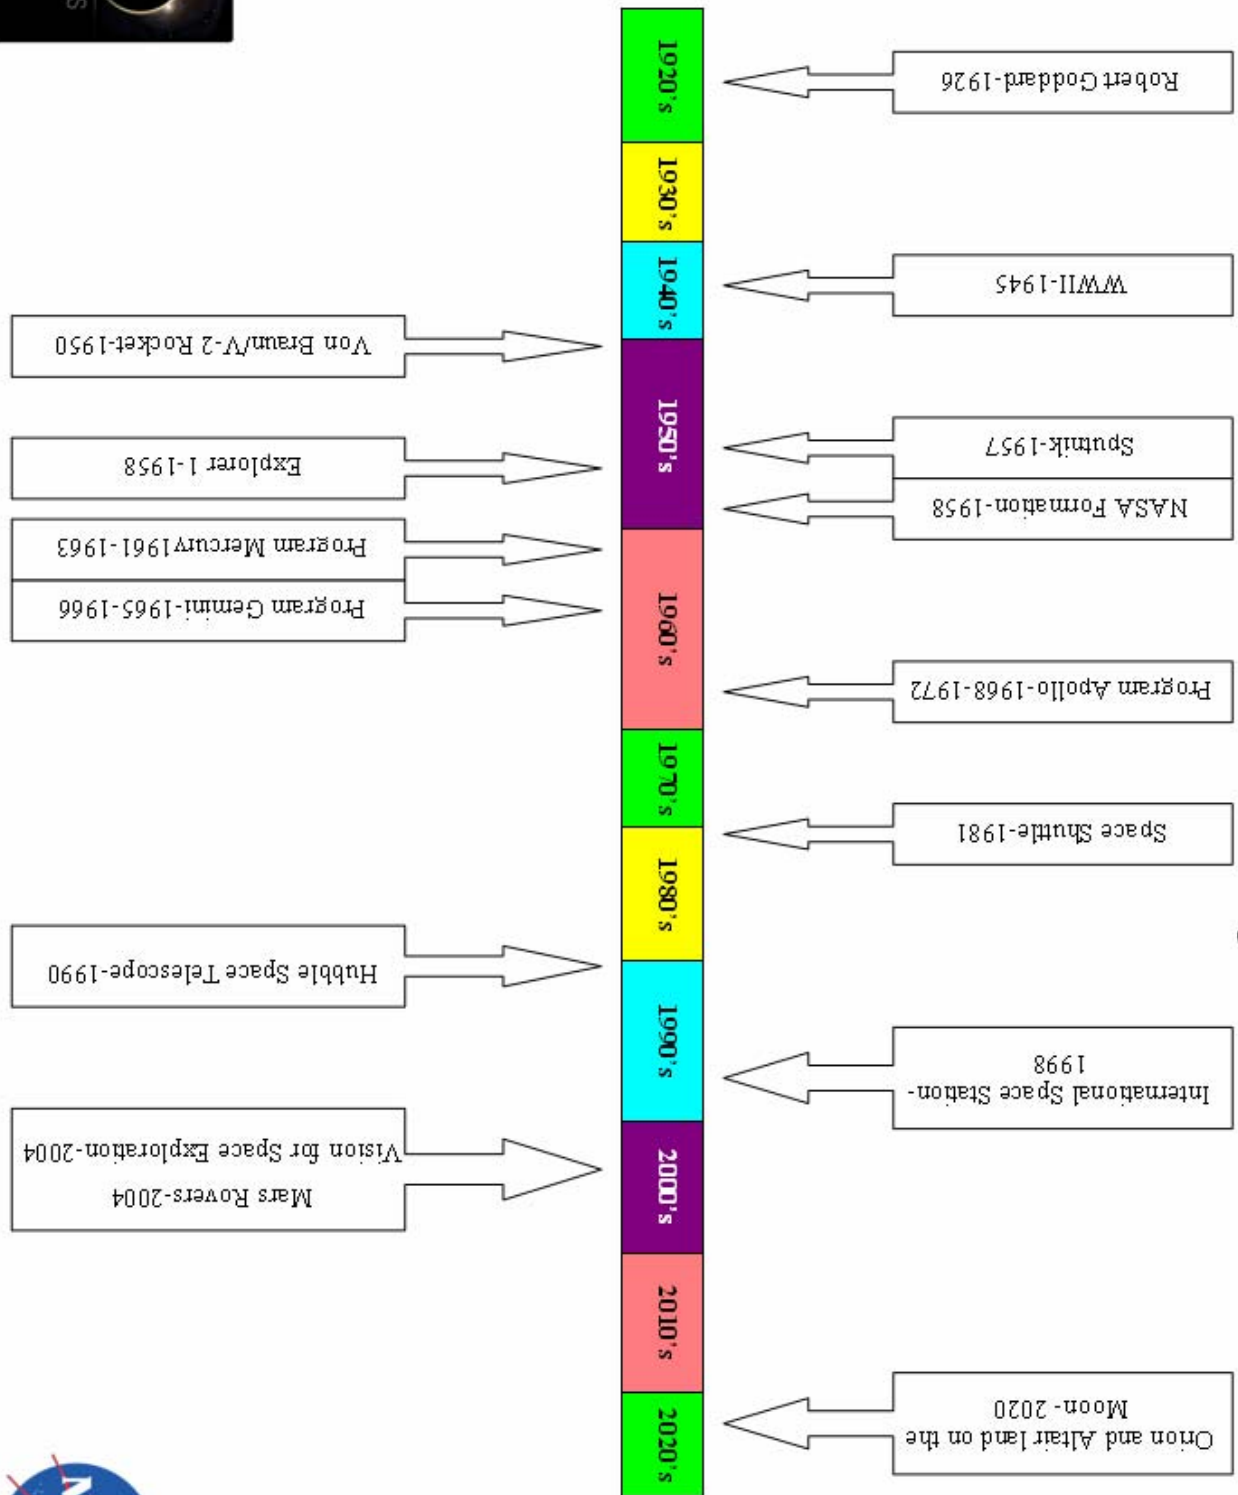 1920's
Robert Goddard-1926
1930's
1940's
WWII-1945
Von Braun/V-2 Rocket-1950
1950's
Sputnik-1957
Explorer 1-1958
NASA Formation-1958
Program Mercury1961-1963
Program Gemini-1965-1966
1960's
Program Apollo-1968-1972
1970's
Space Shuttle-1981
1980's
Hubble Space Telescope-1990
1990's
International Space Station-
1998
Vision for Space Exploration-2004
Mars Rovers-2004
2000's
2010's
Orion and Altair land on the
Moon- 2020
2020's